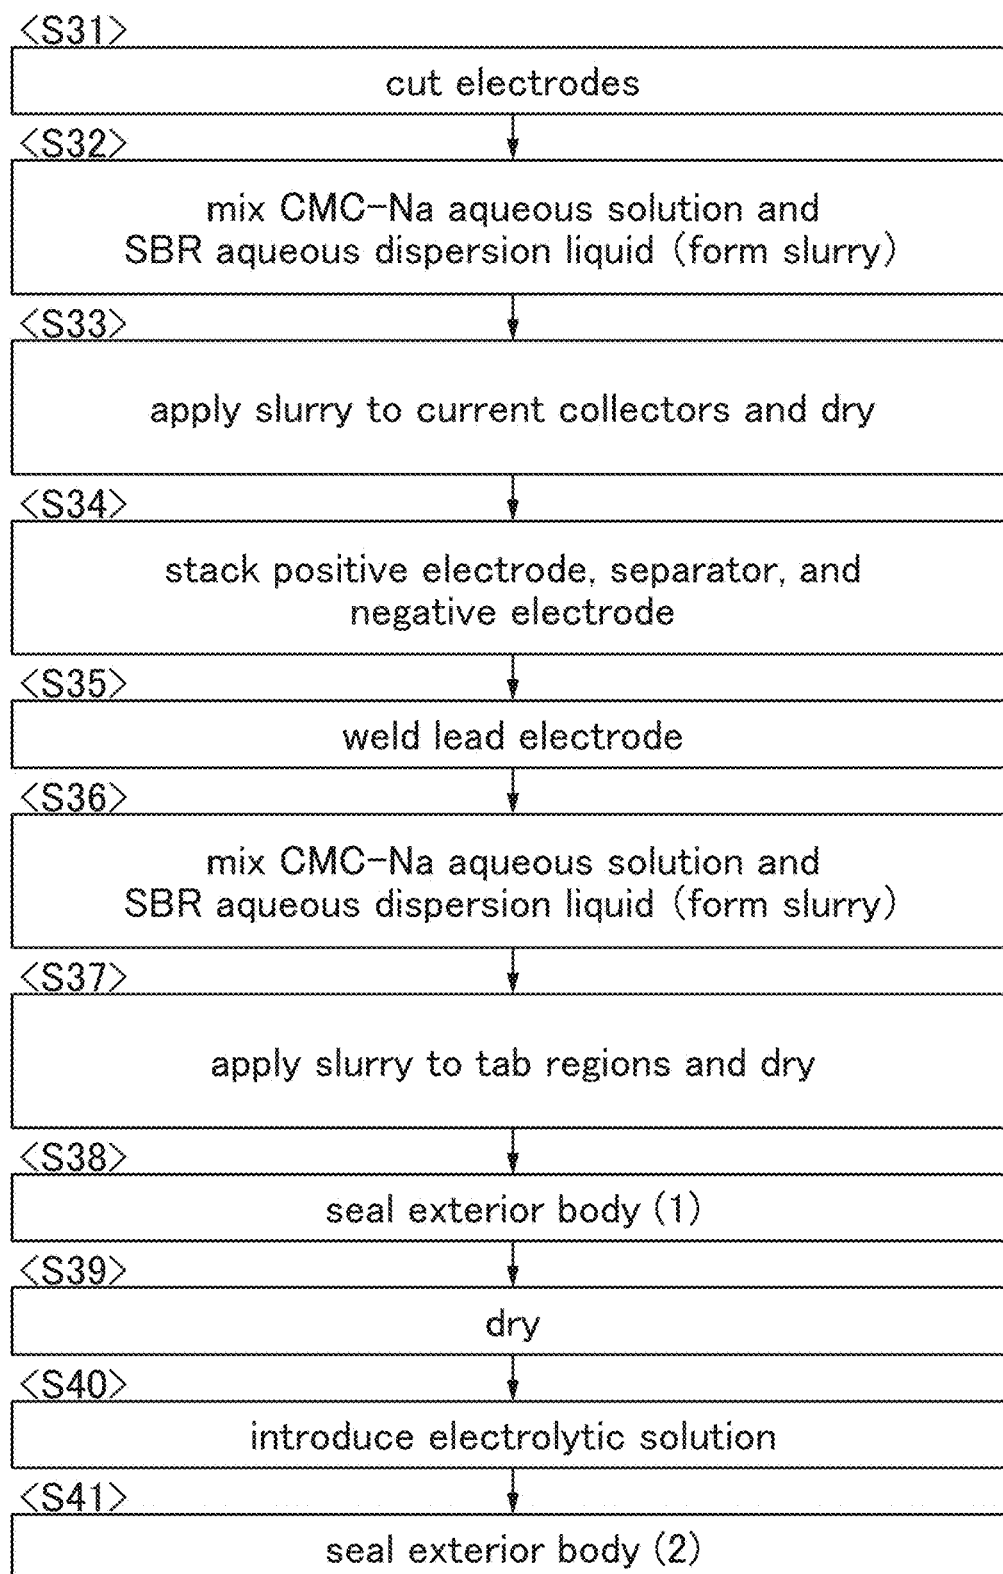 <S31>
cut electrodes
<S32>
mix CMC-Na aqueous solution and
SBR aqueous dispersion liquid (form slurry)
<S33>
apply slurry to current collectors and dry
<S34>
stack positive electrode, separator, and
negative electrode
<S35>
weld lead electrode
<S36>
mix CMC-Na aqueous solution and
SBR aqueous dispersion liquid (form slurry)
<S37>
apply slurry to tab regions and dry
<S38>
seal exterior body (1)
<S39>
dry
<S40>
introduce electrolytic solution
<S41>
seal exterior body (2)